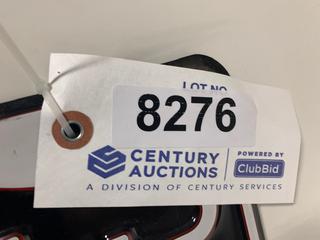 LOT NO.
8276
CENTURY AUCTIONS
POWERED BY
ClubBid
A DIVISION OF CENTURY SERVICES